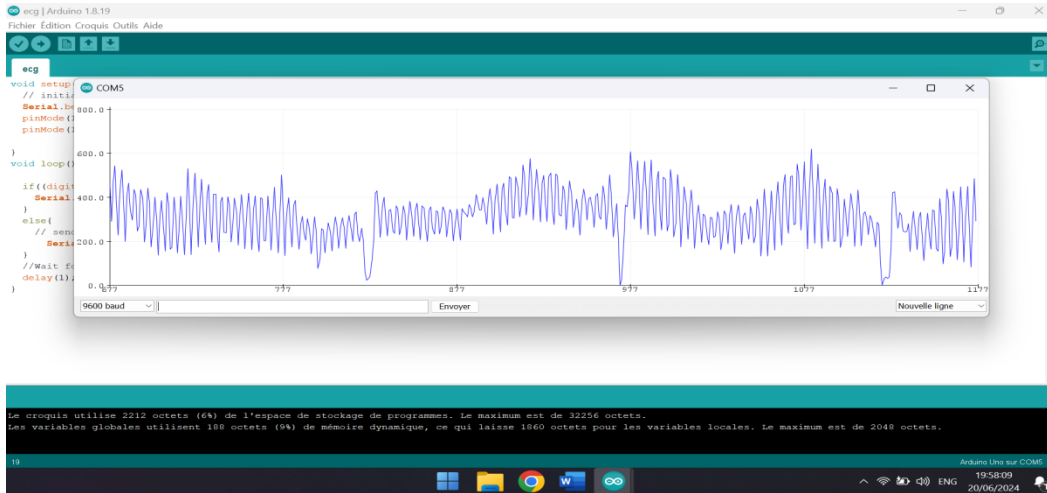 ecg | Arduino 1.8.19
Fichier Édition Croquis Outils Aide
ecg
void setup
// initia
Serial.be
pinMode(1
pinMode(1
}
void loop()
if((digit
Serial.
}
else{
// send
Seria
}
//Wait fo
delay(1);
}
COM5
800.0
600.0
400.0
200.0
0.0
677 777 877 977 1077 1177
9600 baud Envoyer Nouvelle ligne
Le croquis utilise 2212 octets (6%) de l'espace de stockage de programmes. Le maximum est de 32256 octets.
Les variables globales utilisent 188 octets (9%) de mémoire dynamique, ce qui laisse 1860 octets pour les variables locales. Le maximum est de 2048 octets.
19 Arduino Uno sur COM5
W ENG 19:58:09
20/06/2024